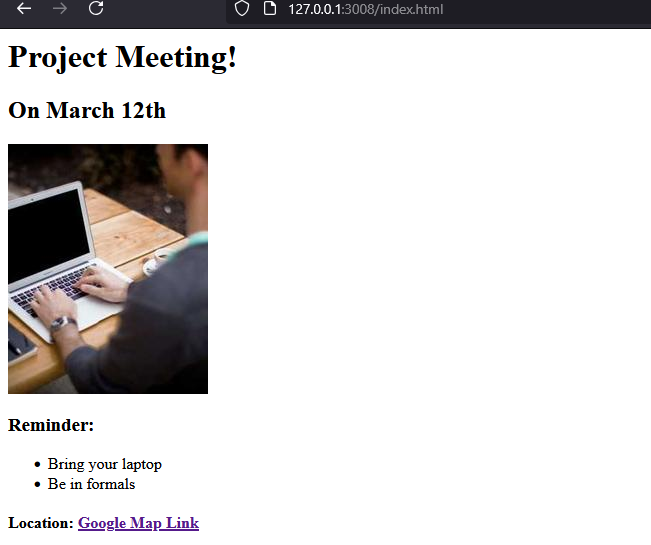 127.0.0.1:3008/index.html
Project Meeting!
On March 12th
Reminder:
• Bring your laptop
• Be in formals
Location: Google Map Link